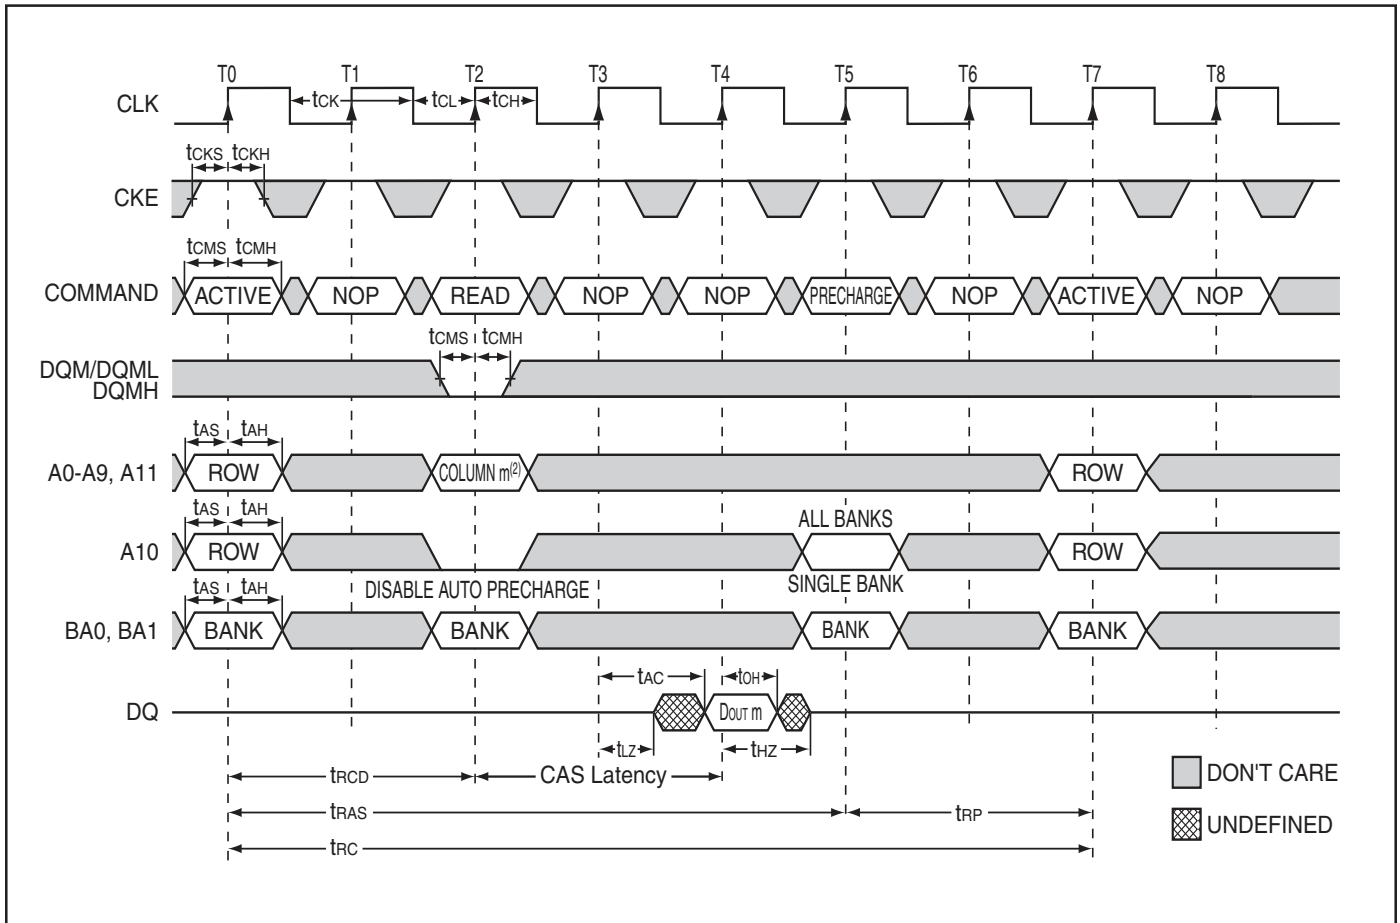 T0 T1 T2 T3 T4 T5 T6 T7 T8
CLK tCK tCL tCH
tCKS tCKH
CKE
tCMS tCMH
COMMAND ACTIVE NOP READ NOP NOP PRECHARGE NOP ACTIVE NOP
tCMS tCMH
DQM/DQML
DQMH
tAS tAH
A0-A9, A11 ROW COLUMN m(2) ROW
tAS tAH ALL BANKS
A10 ROW ROW
DISABLE AUTO PRECHARGE SINGLE BANK
tAS tAH
BA0, BA1 BANK BANK BANK BANK
tAC tOH
DQ DOUT m
tLZ tHZ
tRCD CAS Latency
DON'T CARE
tRAS tRP
UNDEFINED
tRC